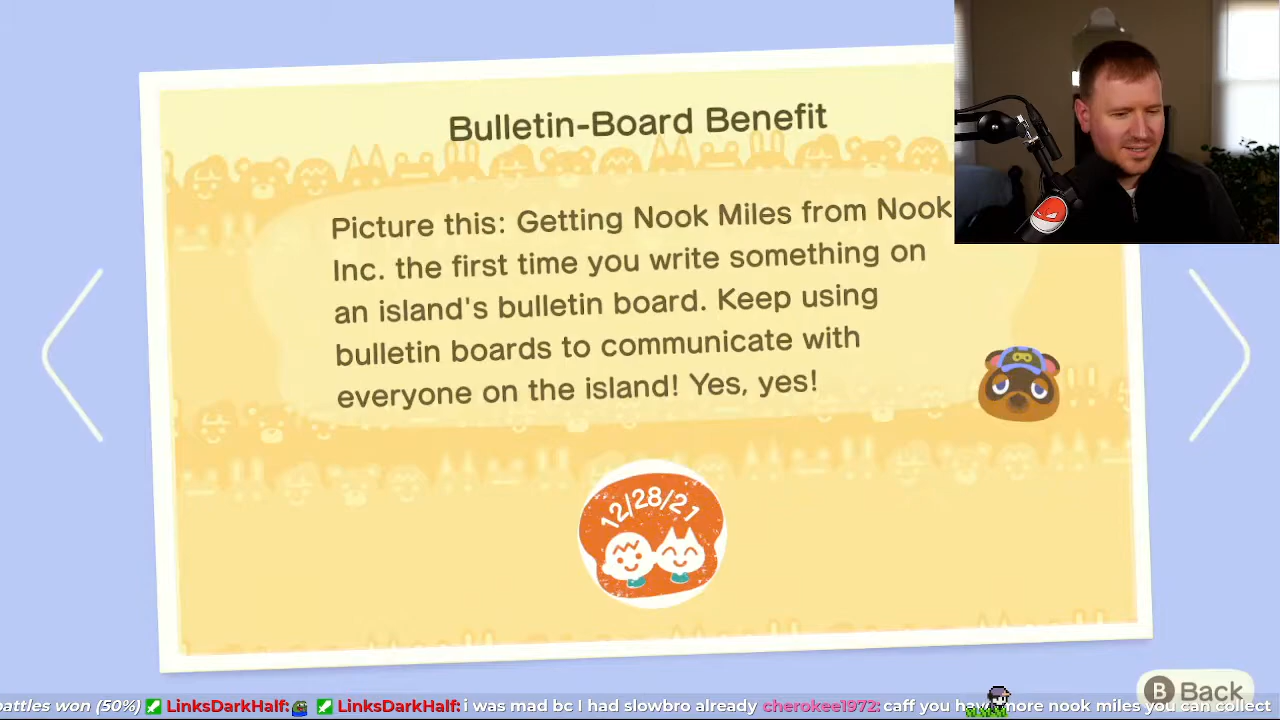 Bulletin-Board Benefit
Picture this: Getting Nook Miles from Nook
Inc. the first time you write something on
an island's bulletin board. Keep using
bulletin boards to communicate with
everyone on the island! Yes, yes!
12/28/21
B Back
battles won (50%) LinksDarkHalf: LinksDarkHalf: i was mad bc I had slowbro already cherokee1972: caff you have more nook miles you can collect